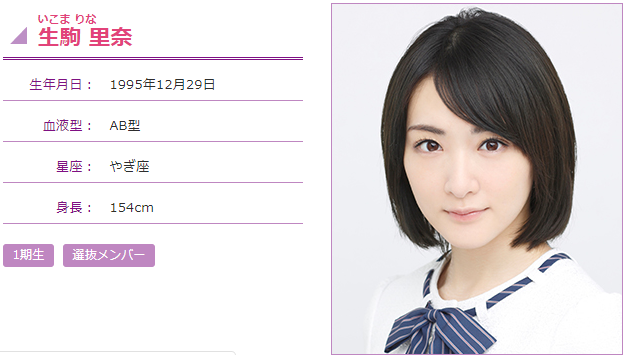 いこま りな
生駒 里奈
生年月日： 1995年12月29日
血液型： AB型
星座： やぎ座
身長： 154cm
1期生 選抜メンバー